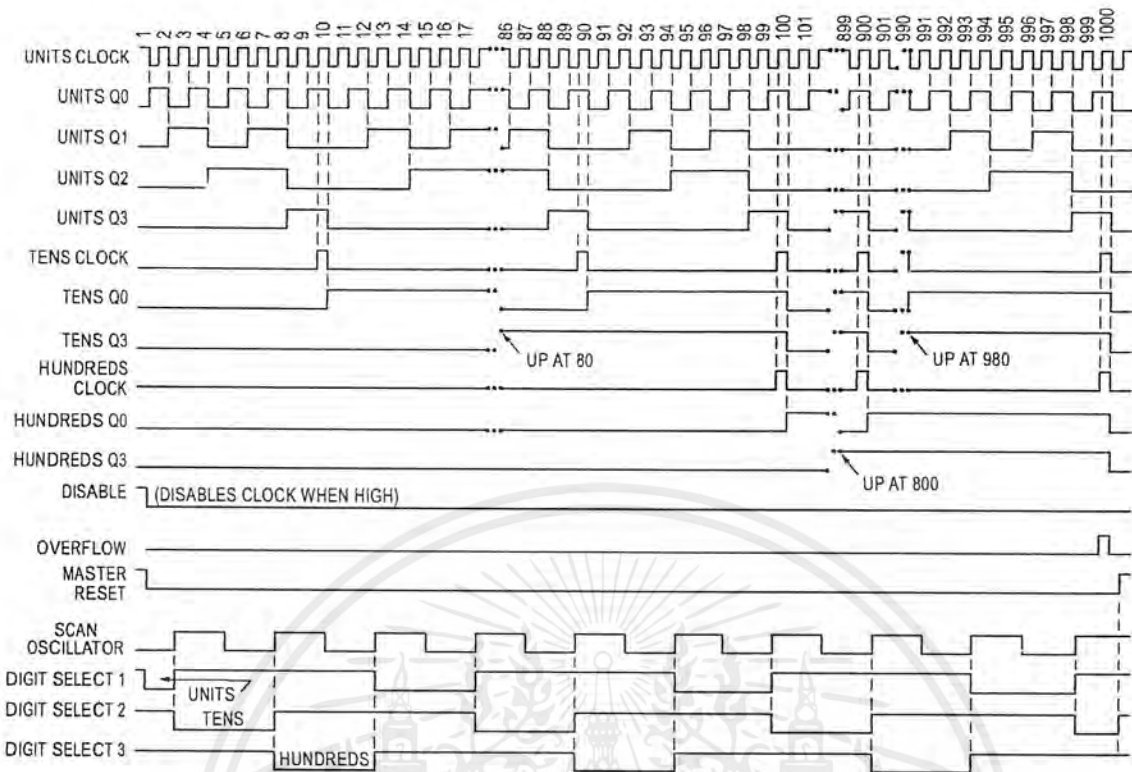 1 2 3 4 5 6 7 8 9 10 11 12 13 14 15 16 17 86 87 88 89 90 91 92 93 94 95 96 97 98 99 100 101 899 900 901 990 991 992 993 994 995 996 997 998 999 1000
UNITS CLOCK
UNITS Q0
UNITS Q1
UNITS Q2
UNITS Q3
TENS CLOCK
TENS Q0
TENS Q3
UP AT 80
UP AT 980
HUNDREDS
CLOCK
HUNDREDS Q0
HUNDREDS Q3
UP AT 800
DISABLE
(DISABLES CLOCK WHEN HIGH)
OVERFLOW
MASTER
RESET
SCAN
OSCILLATOR
DIGIT SELECT 1
UNITS
DIGIT SELECT 2
TENS
DIGIT SELECT 3
HUNDREDS